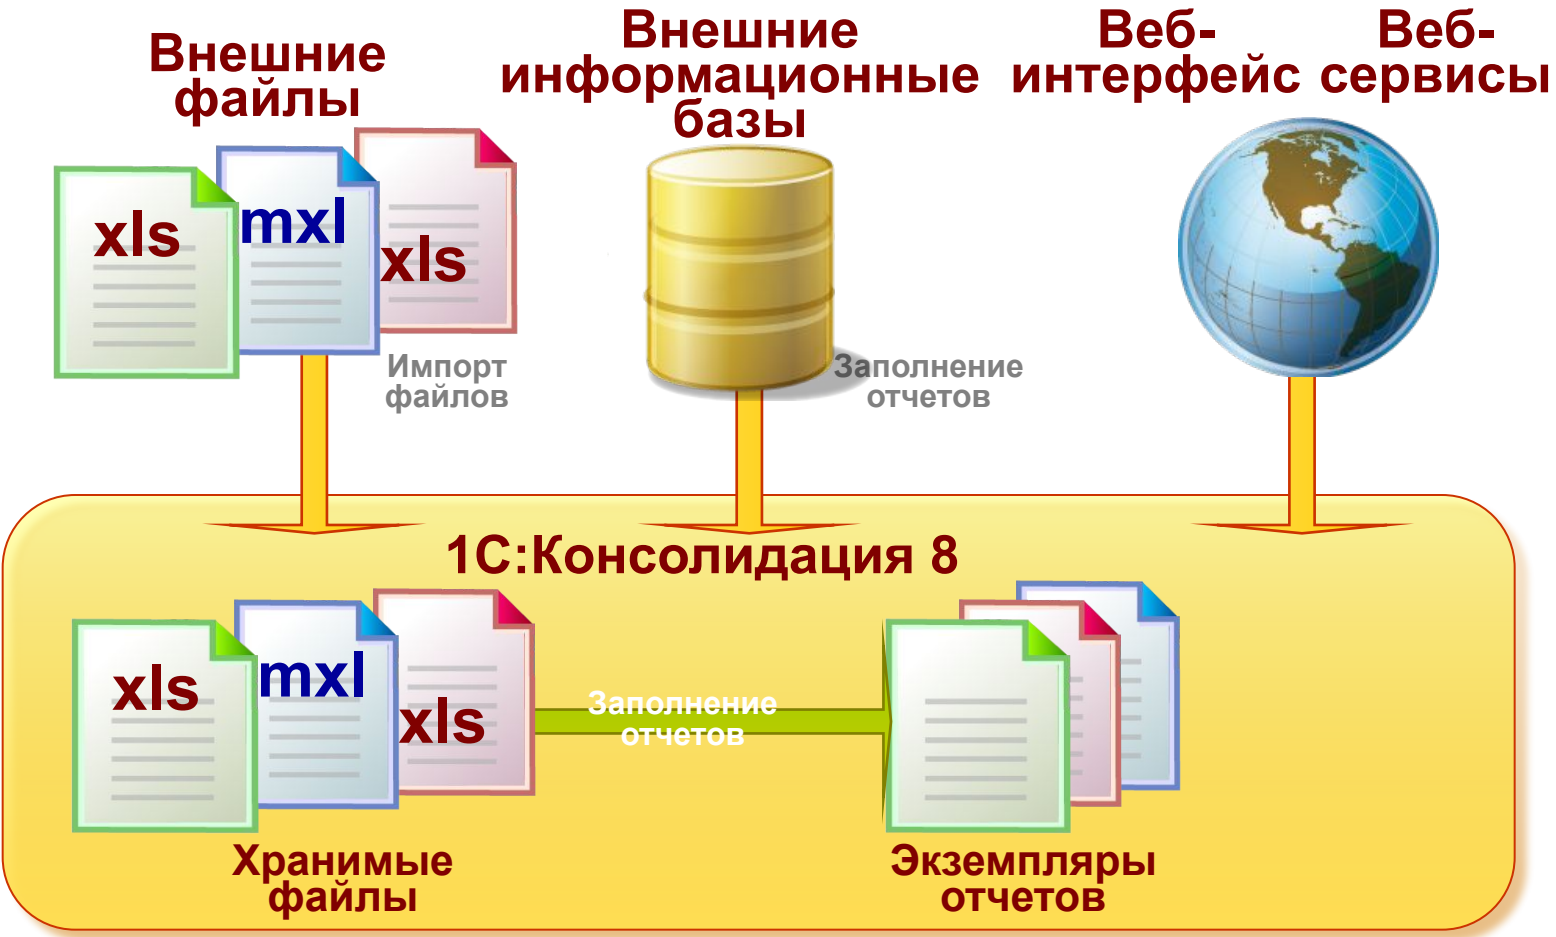 Внешние
файлы
Внешние
информационные
базы
Веб-
интерфейс
Веб-
сервисы
xls
mxl
xls
Импорт
файлов
Заполнение
отчетов
1С:Консолидация 8
xls
mxl
xls
Заполнение
отчетов
Хранимые
файлы
Экземпляры
отчетов